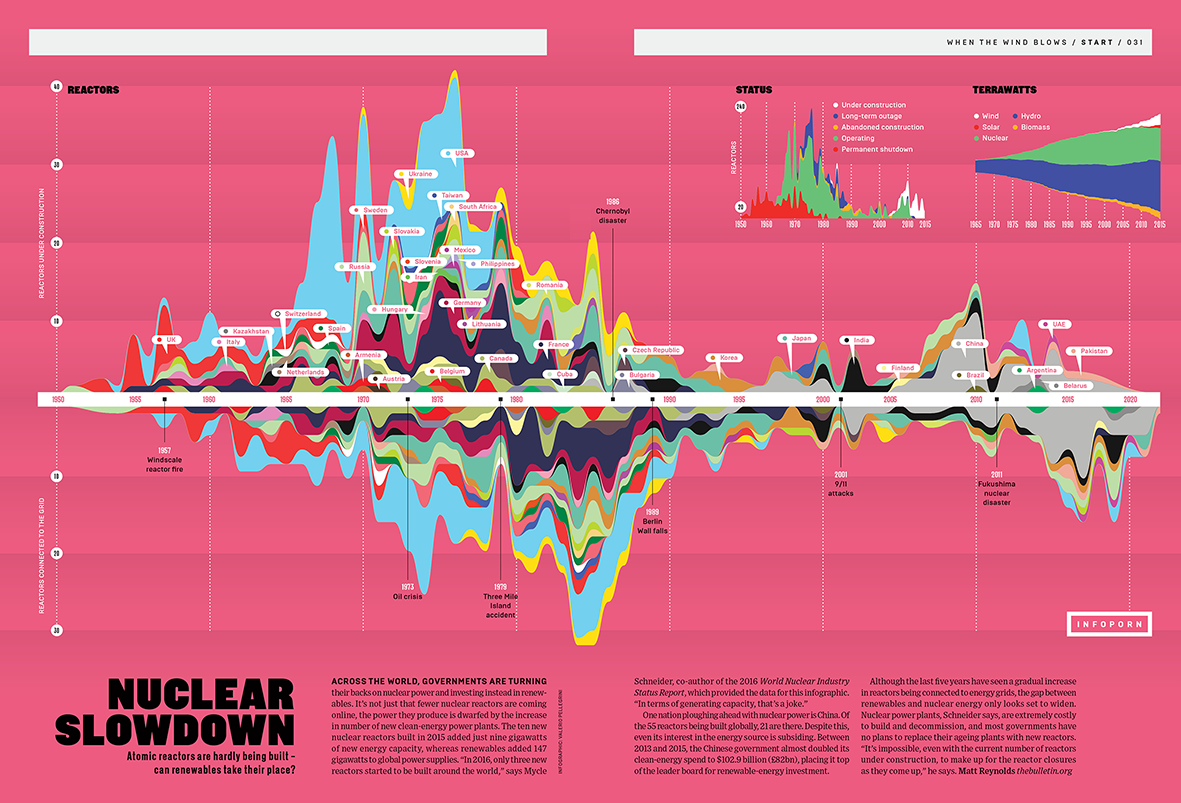 WHEN THE WIND BLOWS / START / 031
40
REACTORS
30
20
10
REACTORS UNDER CONSTRUCTION
STATUS
240
REACTORS
20
1950 1960 1970 1980 1990 2000 2010 2015
Under construction
Long-term outage
Abandoned construction
Operating
Permanent shutdown
TERRAWATTS
Wind Hydro
Solar Biomass
Nuclear
1965 1970 1975 1980 1985 1990 1995 2000 2005 2010 2015
USA
Ukraine
Taiwan
Sweden
South Africa
Slovakia
Mexico
Russia
Slovenia
Philippines
Iran
Romania
Germany
Hungary
Switzerland
Lithuania
Kazakhstan
Spain
UK
Italy
France
Armenia
Canada
Netherlands
Austria
Belgium
Cuba
Czech Republic
Bulgaria
Korea
Japan
India
Finland
China
Brazil
UAE
Pakistan
Argentina
Belarus
1986
Chernobyl
disaster
1950 1955 1960 1965 1970 1975 1980 1990 1995 2000 2005 2010 2015 2020
1957
Windscale
reactor fire
1973
Oil crisis
1979
Three Mile
Island
accident
1989
Berlin
Wall falls
2001
9/11
attacks
2011
Fukushima
nuclear
disaster
10
20
30
REACTORS CONNECTED TO THE GRID
INFOPORN
NUCLEAR
SLOWDOWN
Atomic reactors are hardly being built –
can renewables take their place?
ACROSS THE WORLD, GOVERNMENTS ARE TURNING
their backs on nuclear power and investing instead in renew-
ables. It's not just that fewer nuclear reactors are coming
online, the power they produce is dwarfed by the increase
in number of new clean-energy power plants. The ten new
nuclear reactors built in 2015 added just nine gigawatts
of new energy capacity, whereas renewables added 147
gigawatts to global power supplies. "In 2016, only three new
reactors started to be built around the world," says Mycle
INFOGRAPHIC: VALERIO PELLEGRINI
Schneider, co-author of the 2016 World Nuclear Industry
Status Report, which provided the data for this infographic.
"In terms of generating capacity, that's a joke."
One nation ploughing ahead with nuclear power is China. Of
the 55 reactors being built globally, 21 are there. Despite this,
even its interest in the energy source is subsiding. Between
2013 and 2015, the Chinese government almost doubled its
clean-energy spend to $102.9 billion (£82bn), placing it top
of the leader board for renewable-energy investment.
Although the last five years have seen a gradual increase
in reactors being connected to energy grids, the gap between
renewables and nuclear energy only looks set to widen.
Nuclear power plants, Schneider says, are extremely costly
to build and decommission, and most governments have
no plans to replace their ageing plants with new reactors.
"It's impossible, even with the current number of reactors
under construction, to make up for the reactor closures
as they come up," he says. Matt Reynolds thebulletin.org